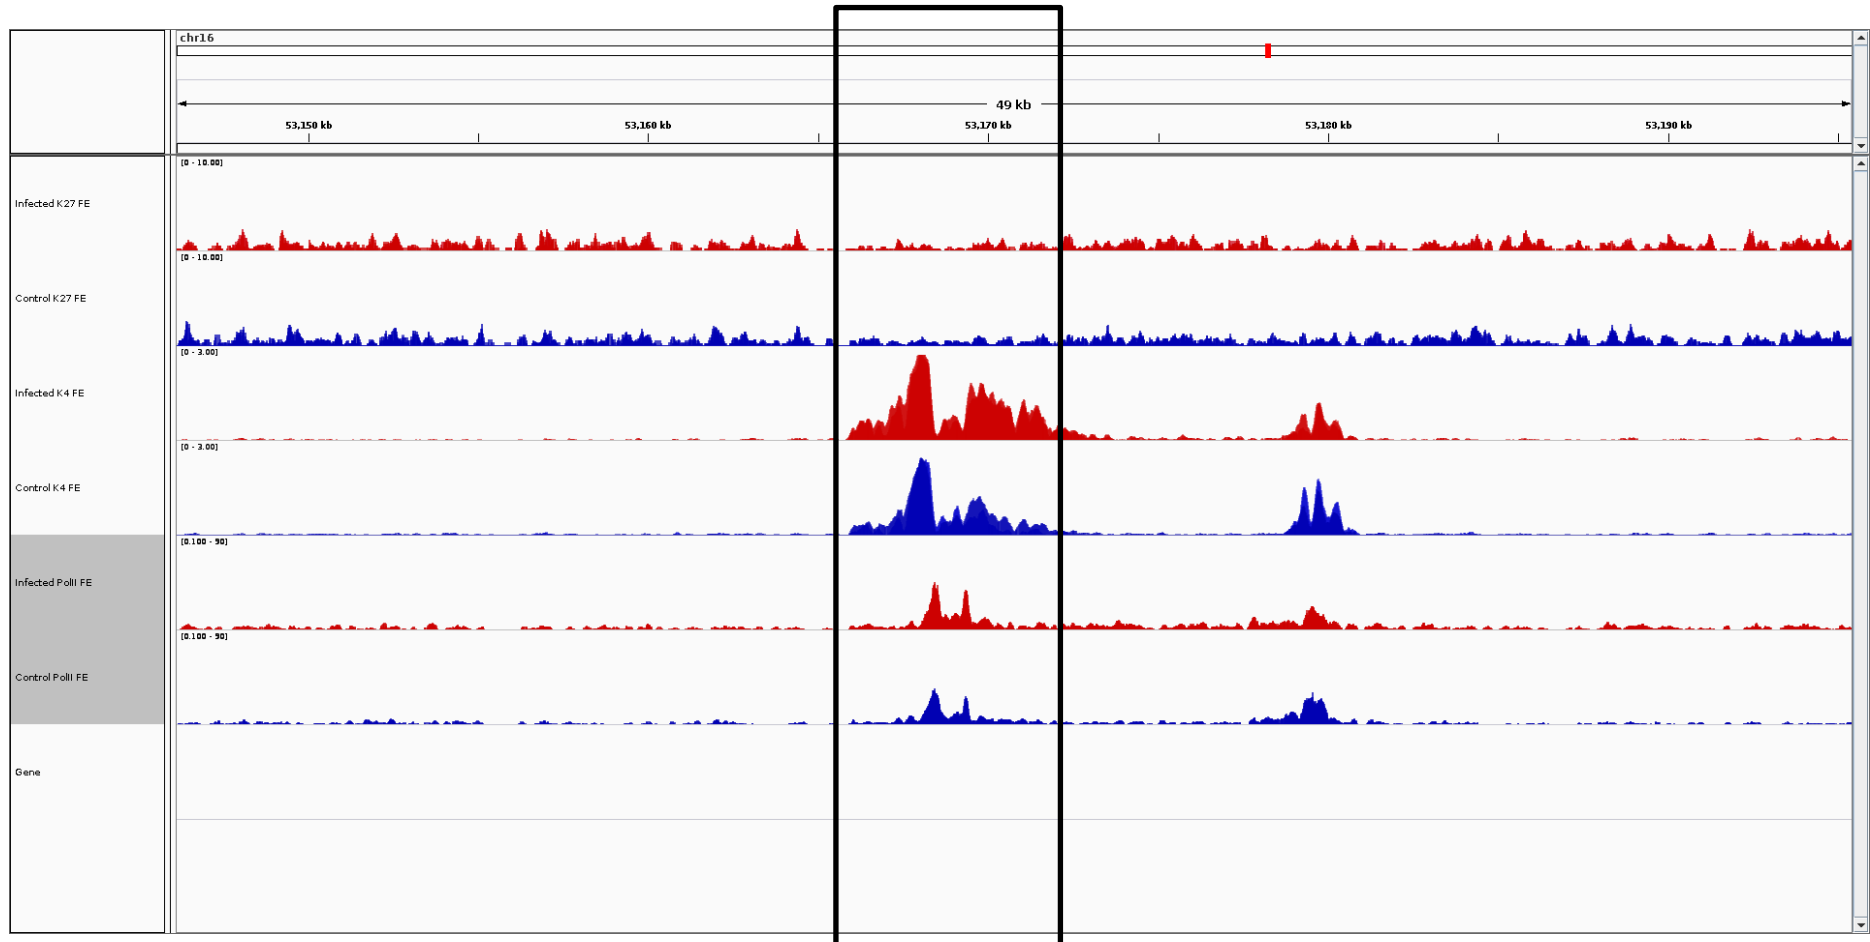 chr16
49 kb
53,150 kb 53,160 kb 53,170 kb 53,180 kb 53,190 kb
[0 - 10.00]
Infected K27 FE
[0 - 10.00]
Control K27 FE
[0 - 3.00]
Infected K4 FE
[0 - 3.00]
Control K4 FE
[0.100 - 90]
Infected PolII FE
[0.100 - 90]
Control PolII FE
Gene